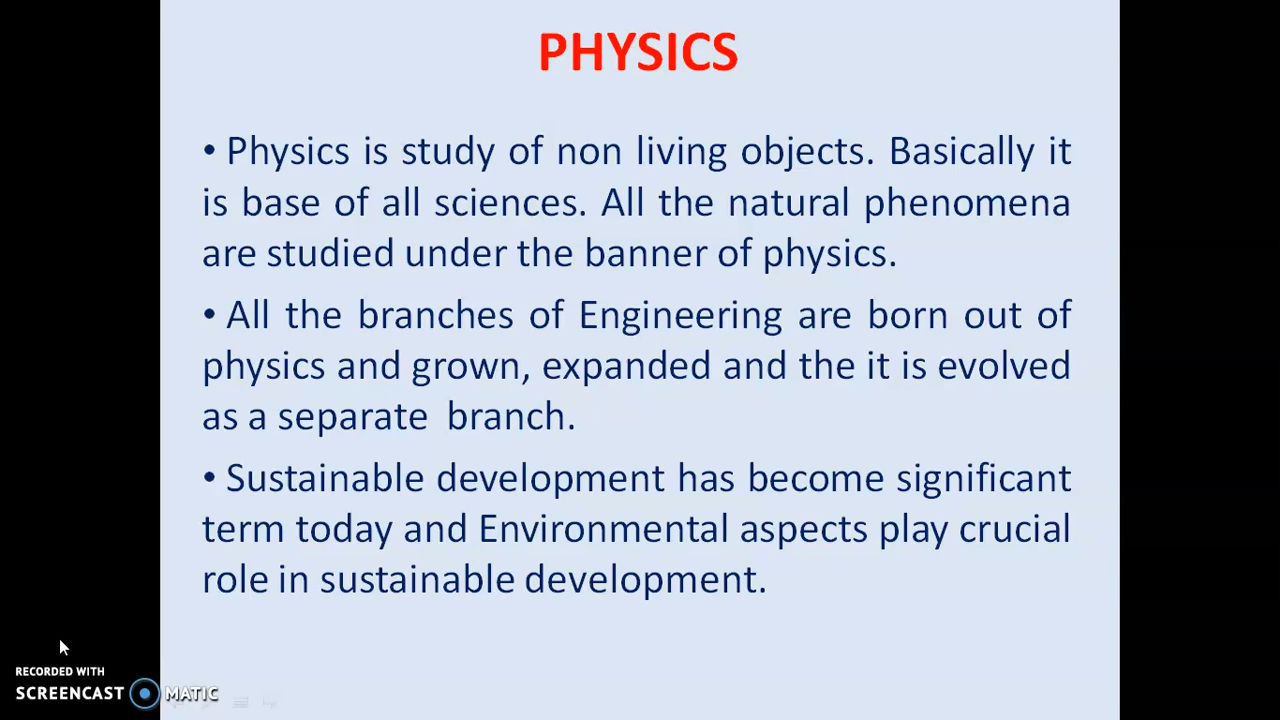 PHYSICS
• Physics is study of non living objects. Basically it
is base of all sciences. All the natural phenomena
are studied under the banner of physics.
• All the branches of Engineering are born out of
physics and grown, expanded and the it is evolved
as a separate branch.
• Sustainable development has become significant
term today and Environmental aspects play crucial
role in sustainable development.
RECORDED WITH
SCREENCAST MATIC